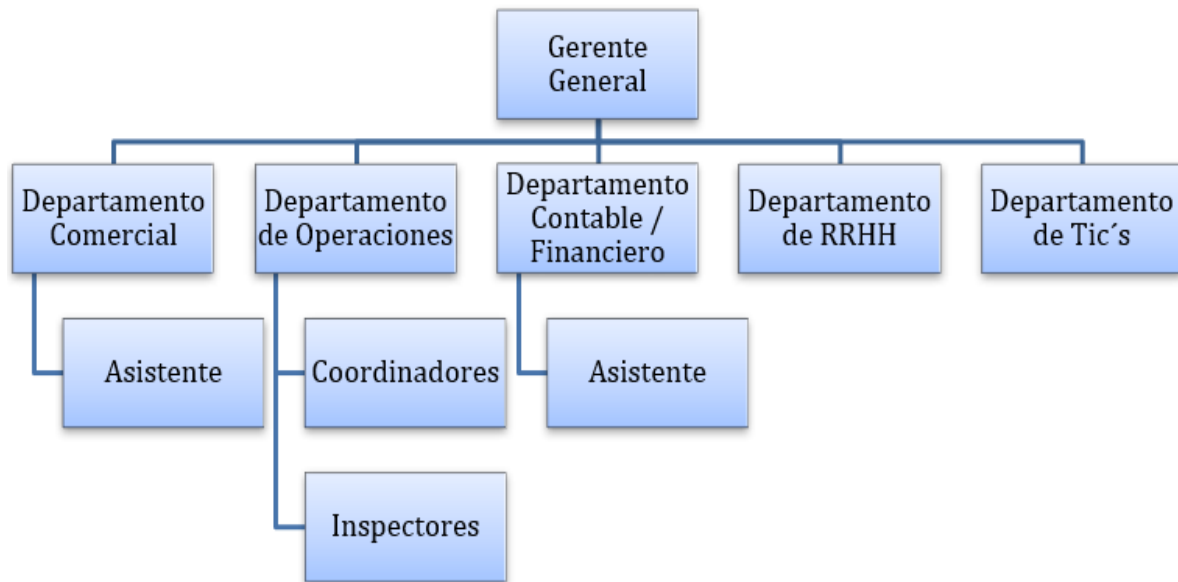 Gerente
General
Departamento
Comercial
Departamento
de Operaciones
Departamento
Contable /
Financiero
Departamento
de RRHH
Departamento
de Tic´s
Asistente
Coordinadores
Asistente
Inspectores